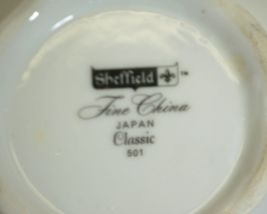 Sheffield
Fine China
JAPAN
Classic
501